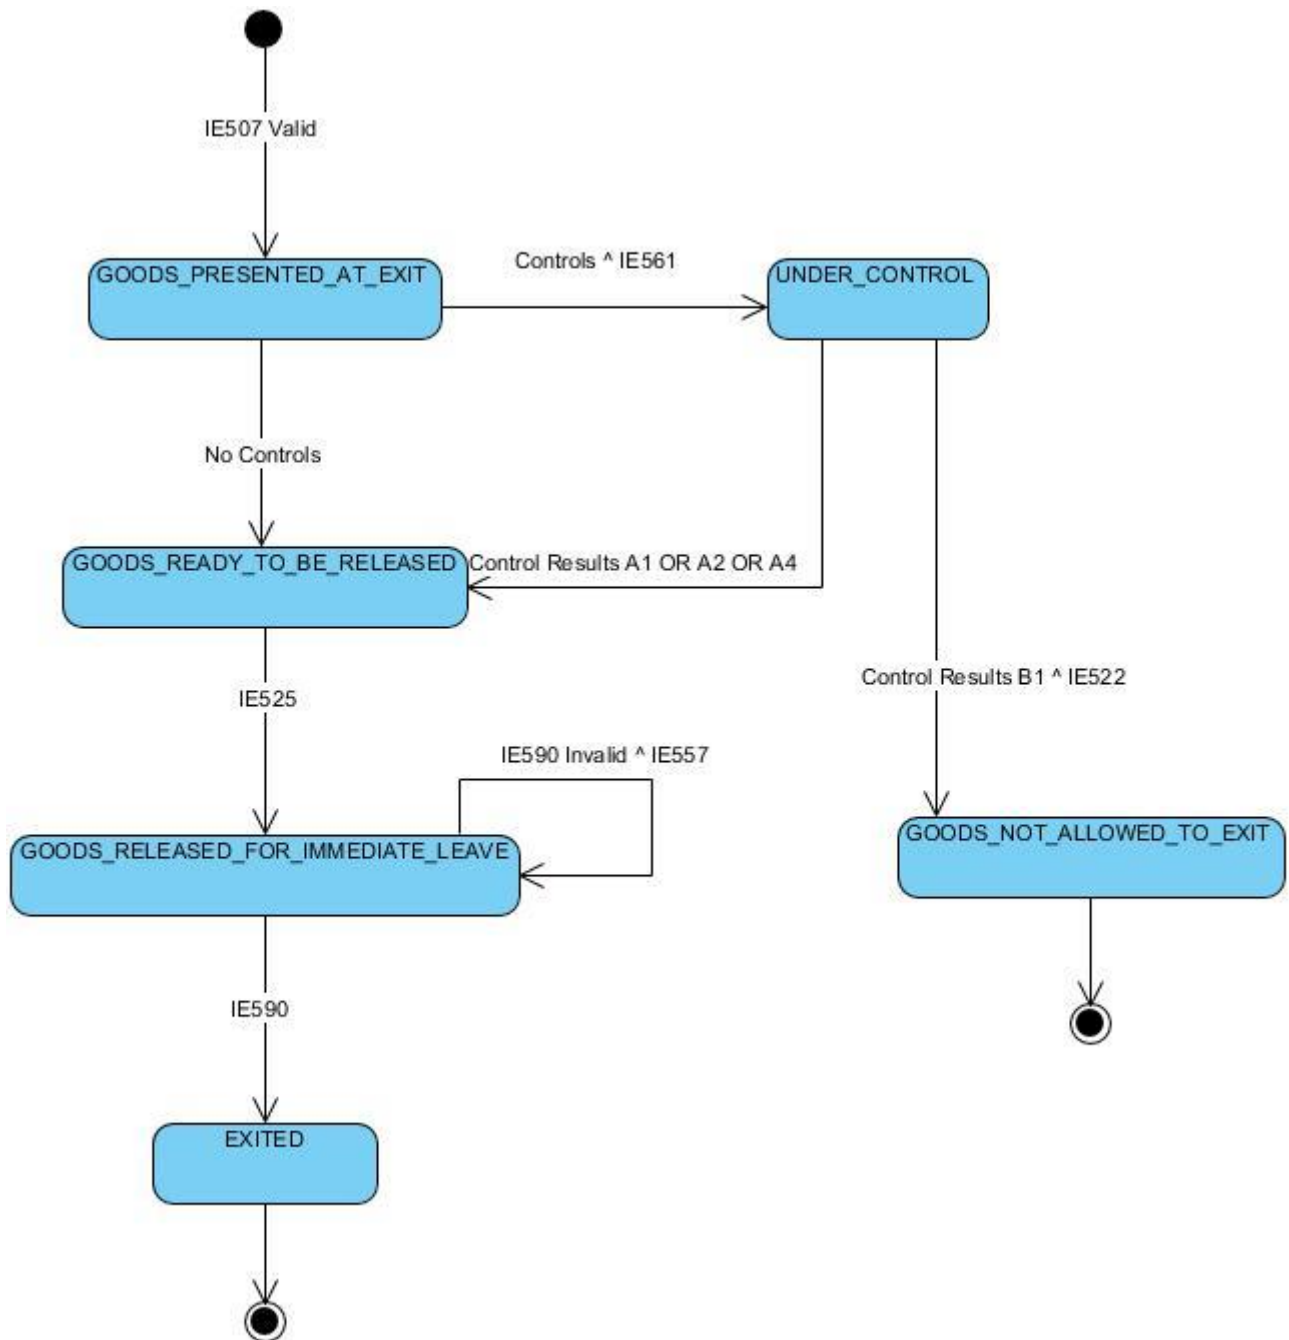 IE507 Valid
Controls ^ IE561
GOODS_PRESENTED_AT_EXIT
UNDER_CONTROL
No Controls
GOODS_READY_TO_BE_RELEASED
Control Results A1 OR A2 OR A4
Control Results B1 ^ IE522
IE525
IE590 Invalid ^ IE557
GOODS_RELEASED_FOR_IMMEDIATE_LEAVE
GOODS_NOT_ALLOWED_TO_EXIT
IE590
EXITED